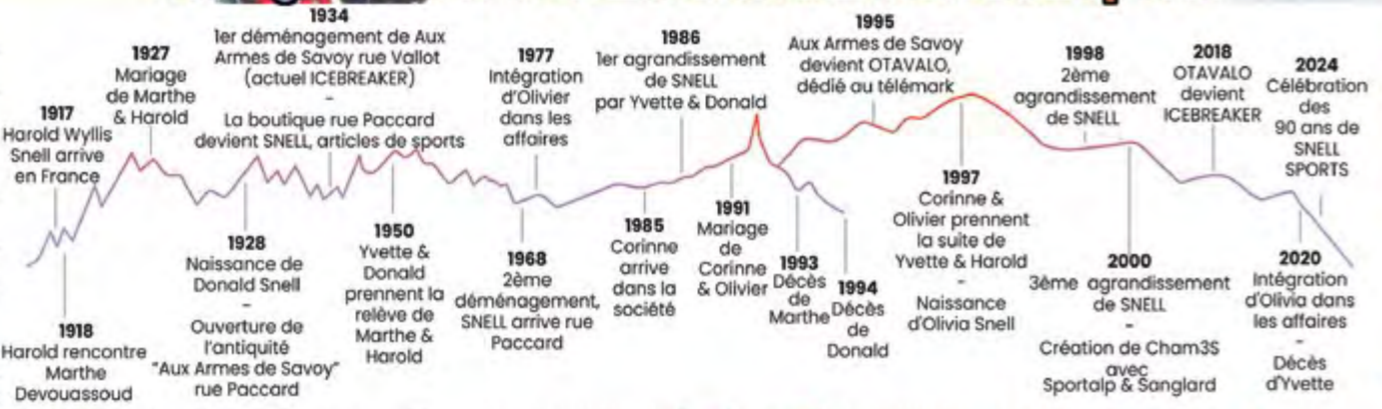 1917
Harold Wyllis
Snell arrive
en France
1918
Harold rencontre
Marthe
Devouassoud
1927
Mariage
de Marthe
& Harold
1928
Naissance de
Donald Snell
-
Ouverture de
l'antiquité
"Aux Armes de Savoy"
rue Paccard
1934
1er déménagement de Aux
Armes de Savoy rue Vallot
(actuel ICEBREAKER)
-
La boutique rue Paccard
devient SNELL, articles de sports
1950
Yvette &
Donald
prennent la
relève de
Marthe &
Harold
1968
2ème
déménagement,
SNELL arrive rue
Paccard
1977
Intégration
d'Olivier
dans les
affaires
1985
Corinne
arrive
dans la
société
1986
1er agrandissement
de SNELL
par Yvette & Donald
1991
Mariage
de
Corinne
& Olivier
1993
Décès
de
Marthe
1994
Décès
de
Donald
1995
Aux Armes de Savoy
devient OTAVALO,
dédié au télémark
1997
Corinne &
Olivier prennent
la suite de
Yvette & Harold
-
Naissance
d'Olivia Snell
1998
2ème
agrandissement
de SNELL
2000
3ème agrandissement
de SNELL
-
Création de Cham3S
avec
Sportalp & Sanglard
2018
OTAVALO
devient
ICEBREAKER
2020
Intégration
d'Olivia dans
les affaires
-
Décès
d'Yvette
2024
Célébration
des
90 ans de
SNELL
SPORTS